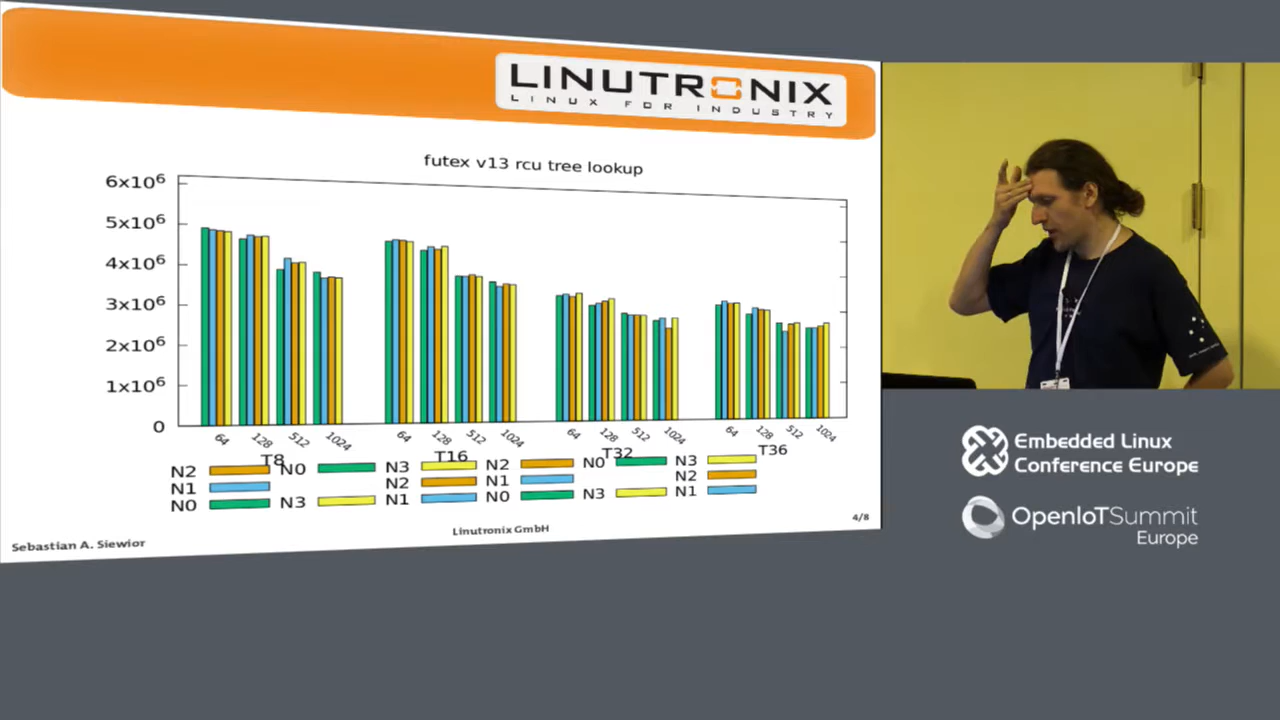 LINUTRONIX
LINUX FOR INDUSTRY
futex v13 rcu tree lookup
6x10⁶
5x10⁶
4x10⁶
3x10⁶
2x10⁶
1x10⁶
0
64 128 512 1024 64 128 512 1024 64 128 512 1024 64 128 512 1024
T8 T16 T32 T36
N2 N0 N3 N2 N0 N3
N1 N2 N1 N2
N0 N3 N1 N0 N3 N1
Sebastian A. Siewior
Linutronix GmbH
4/8
Embedded Linux
Conference Europe
OpenIoTSummit
Europe